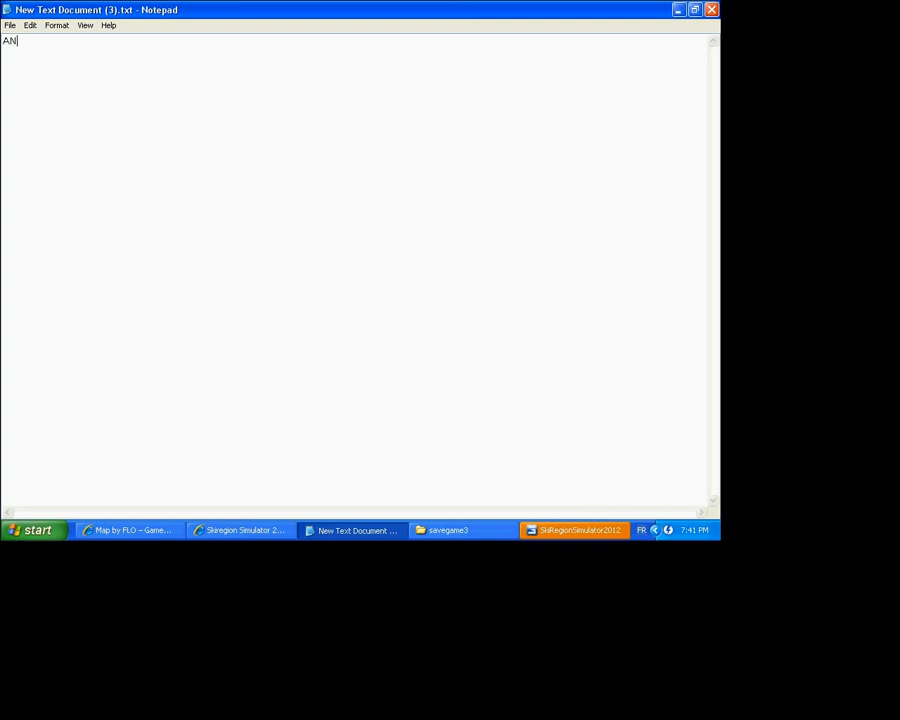 New Text Document (3).txt - Notepad
File Edit Format View Help
AN
start Map by FLO – Game... Skiregion Simulator 2... New Text Document ... savegame3 SkiRegionSimulator2012 FR 7:41 PM